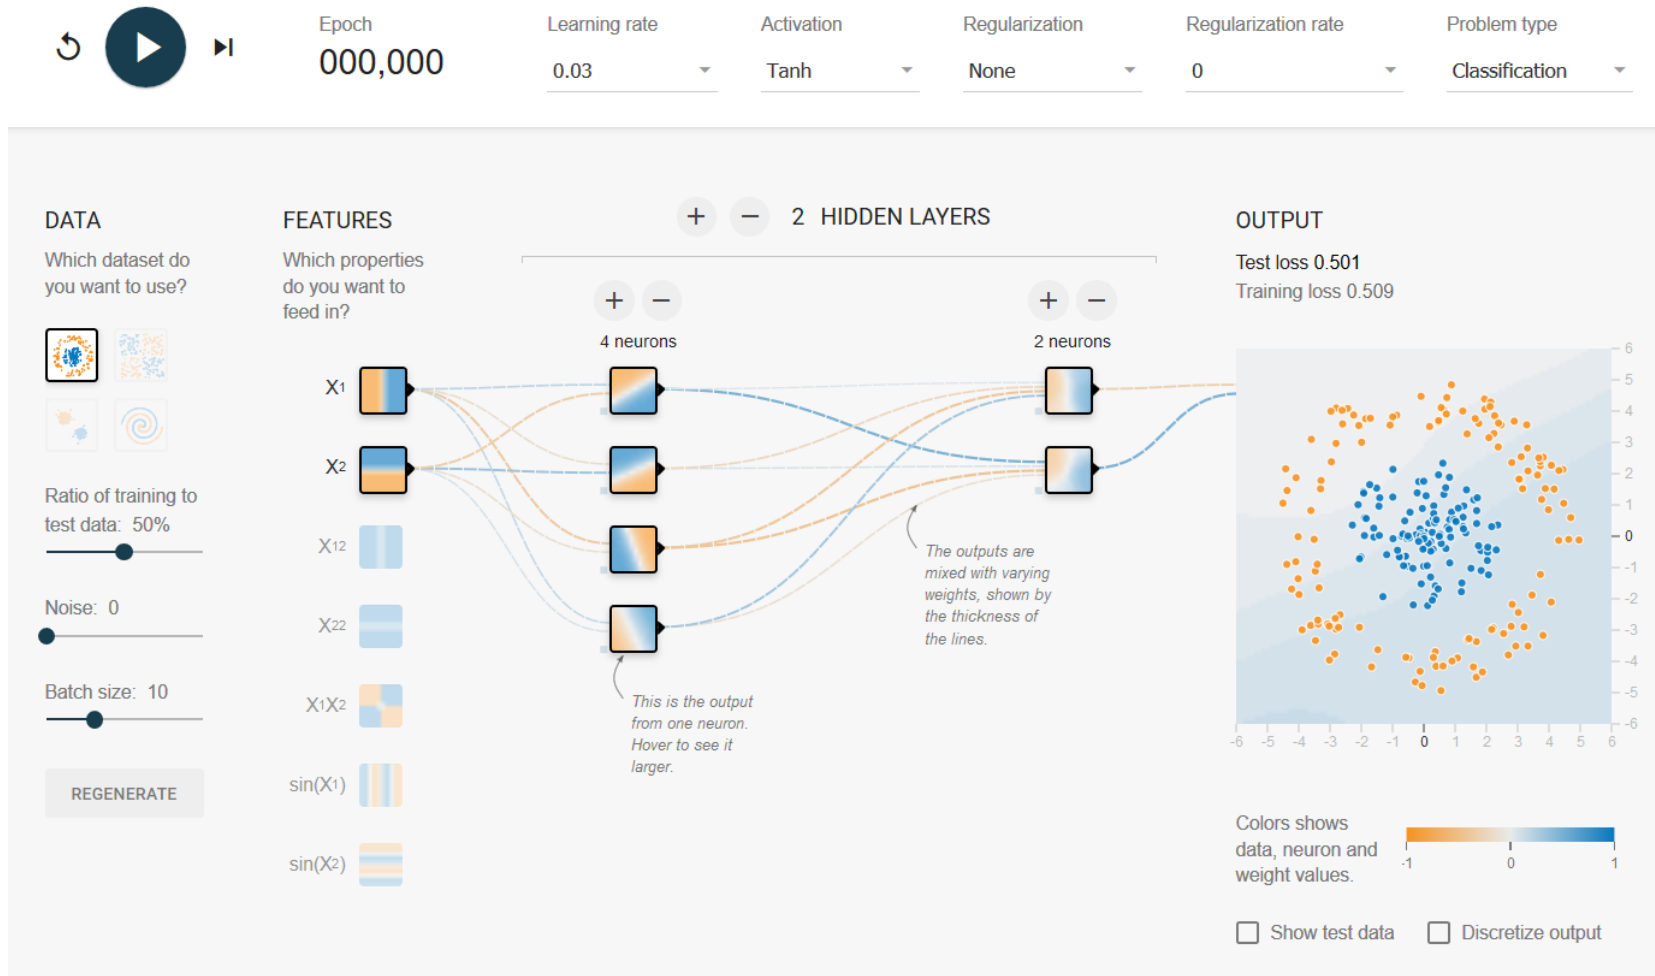 Epoch
000,000
Learning rate
0.03
Activation
Tanh
Regularization
None
Regularization rate
0
Problem type
Classification
DATA
Which dataset do
you want to use?
Ratio of training to
test data: 50%
Noise: 0
Batch size: 10
REGENERATE
FEATURES
Which properties
do you want to
feed in?
X1
X2
X12
X22
X1X2
sin(X1)
sin(X2)
+ − 2 HIDDEN LAYERS
+ −
4 neurons
+ −
2 neurons
This is the output
from one neuron.
Hover to see it
larger.
The outputs are
mixed with varying
weights, shown by
the thickness of
the lines.
OUTPUT
Test loss 0.501
Training loss 0.509
6
5
4
3
2
1
0
-1
-2
-3
-4
-5
-6
-6 -5 -4 -3 -2 -1 0 1 2 3 4 5 6
Colors shows
data, neuron and
weight values.
-1 0 1
Show test data
Discretize output